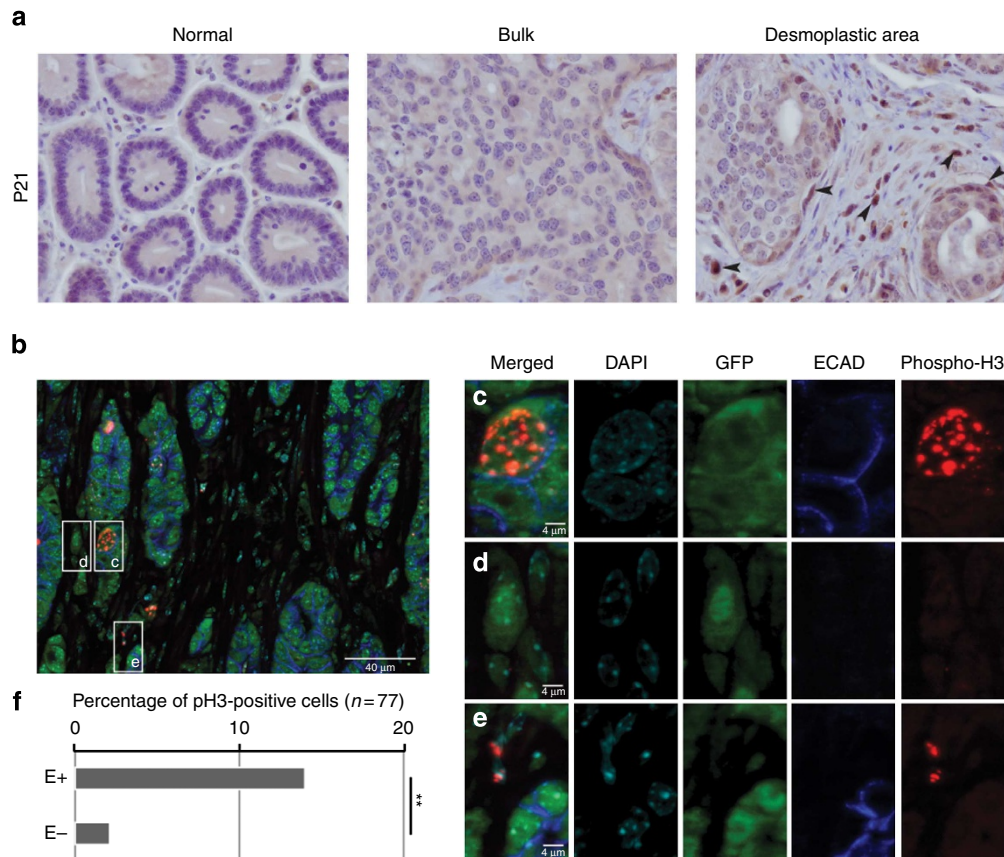 a
Normal Bulk Desmoplastic area
P21
b
Merged DAPI GFP ECAD Phospho-H3
c
4 µm
d
c
e
40 µm
d
4 µm
e
4 µm
f
Percentage of pH3-positive cells (n=77)
0 10 20
E+
**
E–